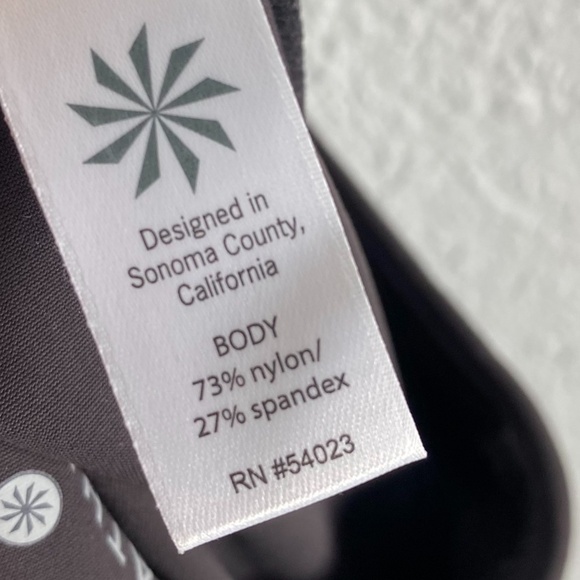 Designed in
Sonoma County,
California
BODY
73% nylon/
27% spandex
RN #54023